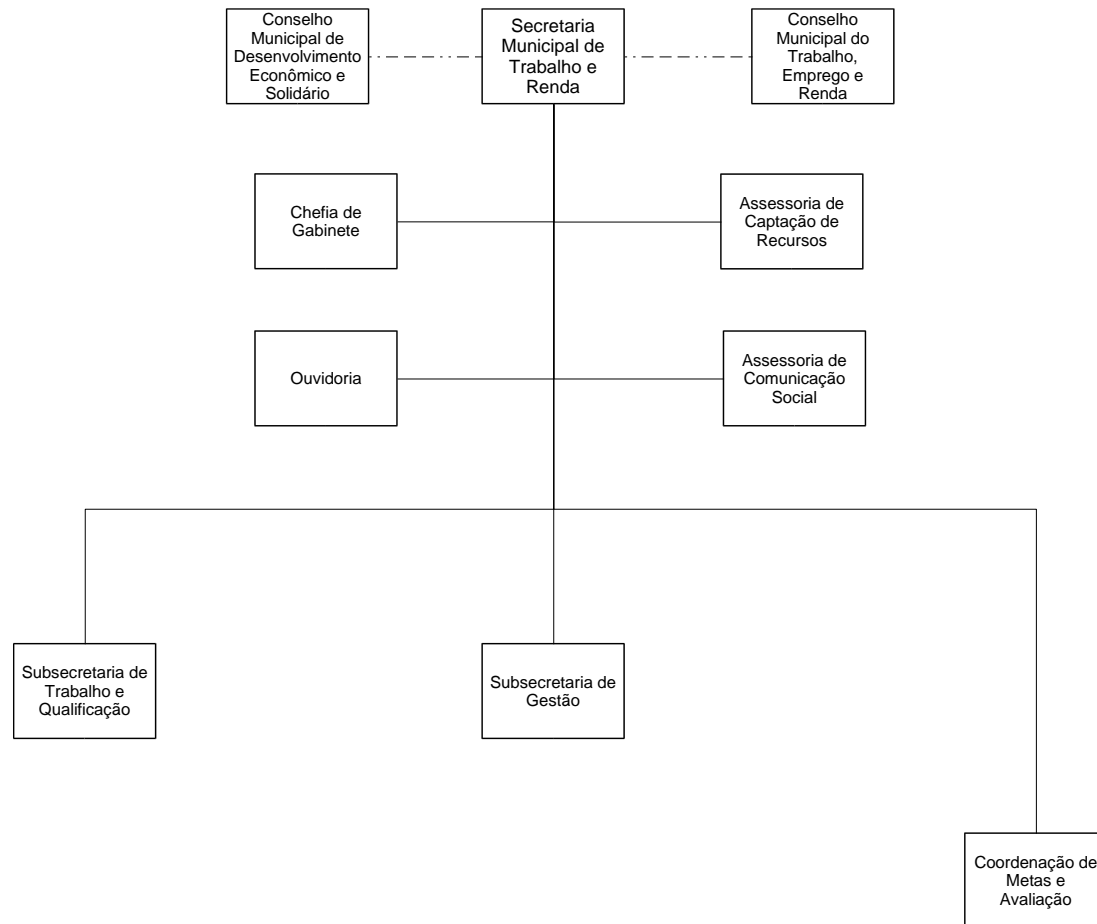 Conselho
Municipal de
Desenvolvimento
Econômico e
Solidário
Secretaria
Municipal de
Trabalho e
Renda
Conselho
Municipal do
Trabalho,
Emprego e
Renda
Chefia de
Gabinete
Assessoria de
Captação de
Recursos
Ouvidoria
Assessoria de
Comunicação
Social
Subsecretaria de
Trabalho e
Qualificação
Subsecretaria de
Gestão
Coordenação de
Metas e
Avaliação